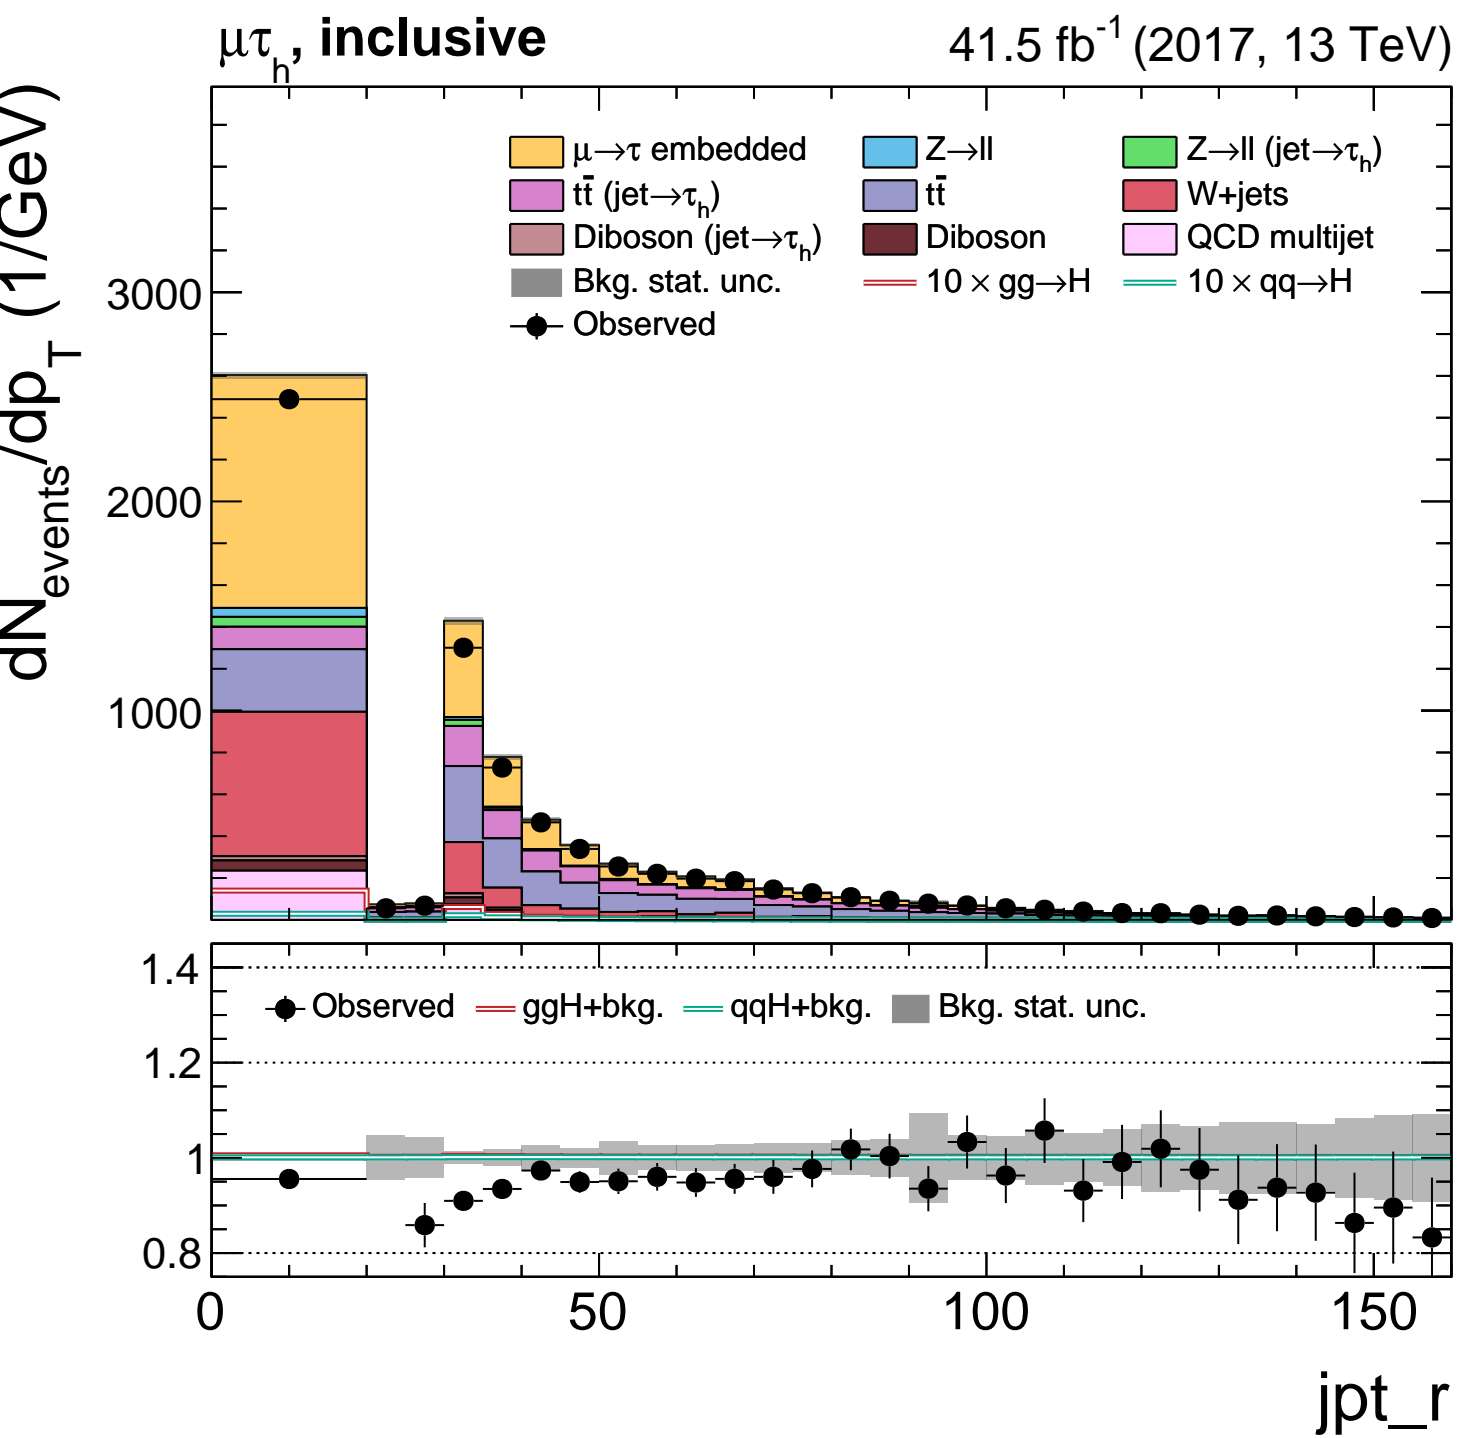 μτh, inclusive
41.5 fb-1 (2017, 13 TeV)
dNevents/dpT (1/GeV)
μ→τ embedded
Z→ll
Z→ll (jet→τh)
tt̄ (jet→τh)
tt̄
W+jets
Diboson (jet→τh)
Diboson
QCD multijet
Bkg. stat. unc.
10 × gg→H
10 × qq→H
Observed
3000
2000
1000
1.4
Observed
ggH+bkg.
qqH+bkg.
Bkg. stat. unc.
1.2
1
0.8
0
50
100
150
jpt_r